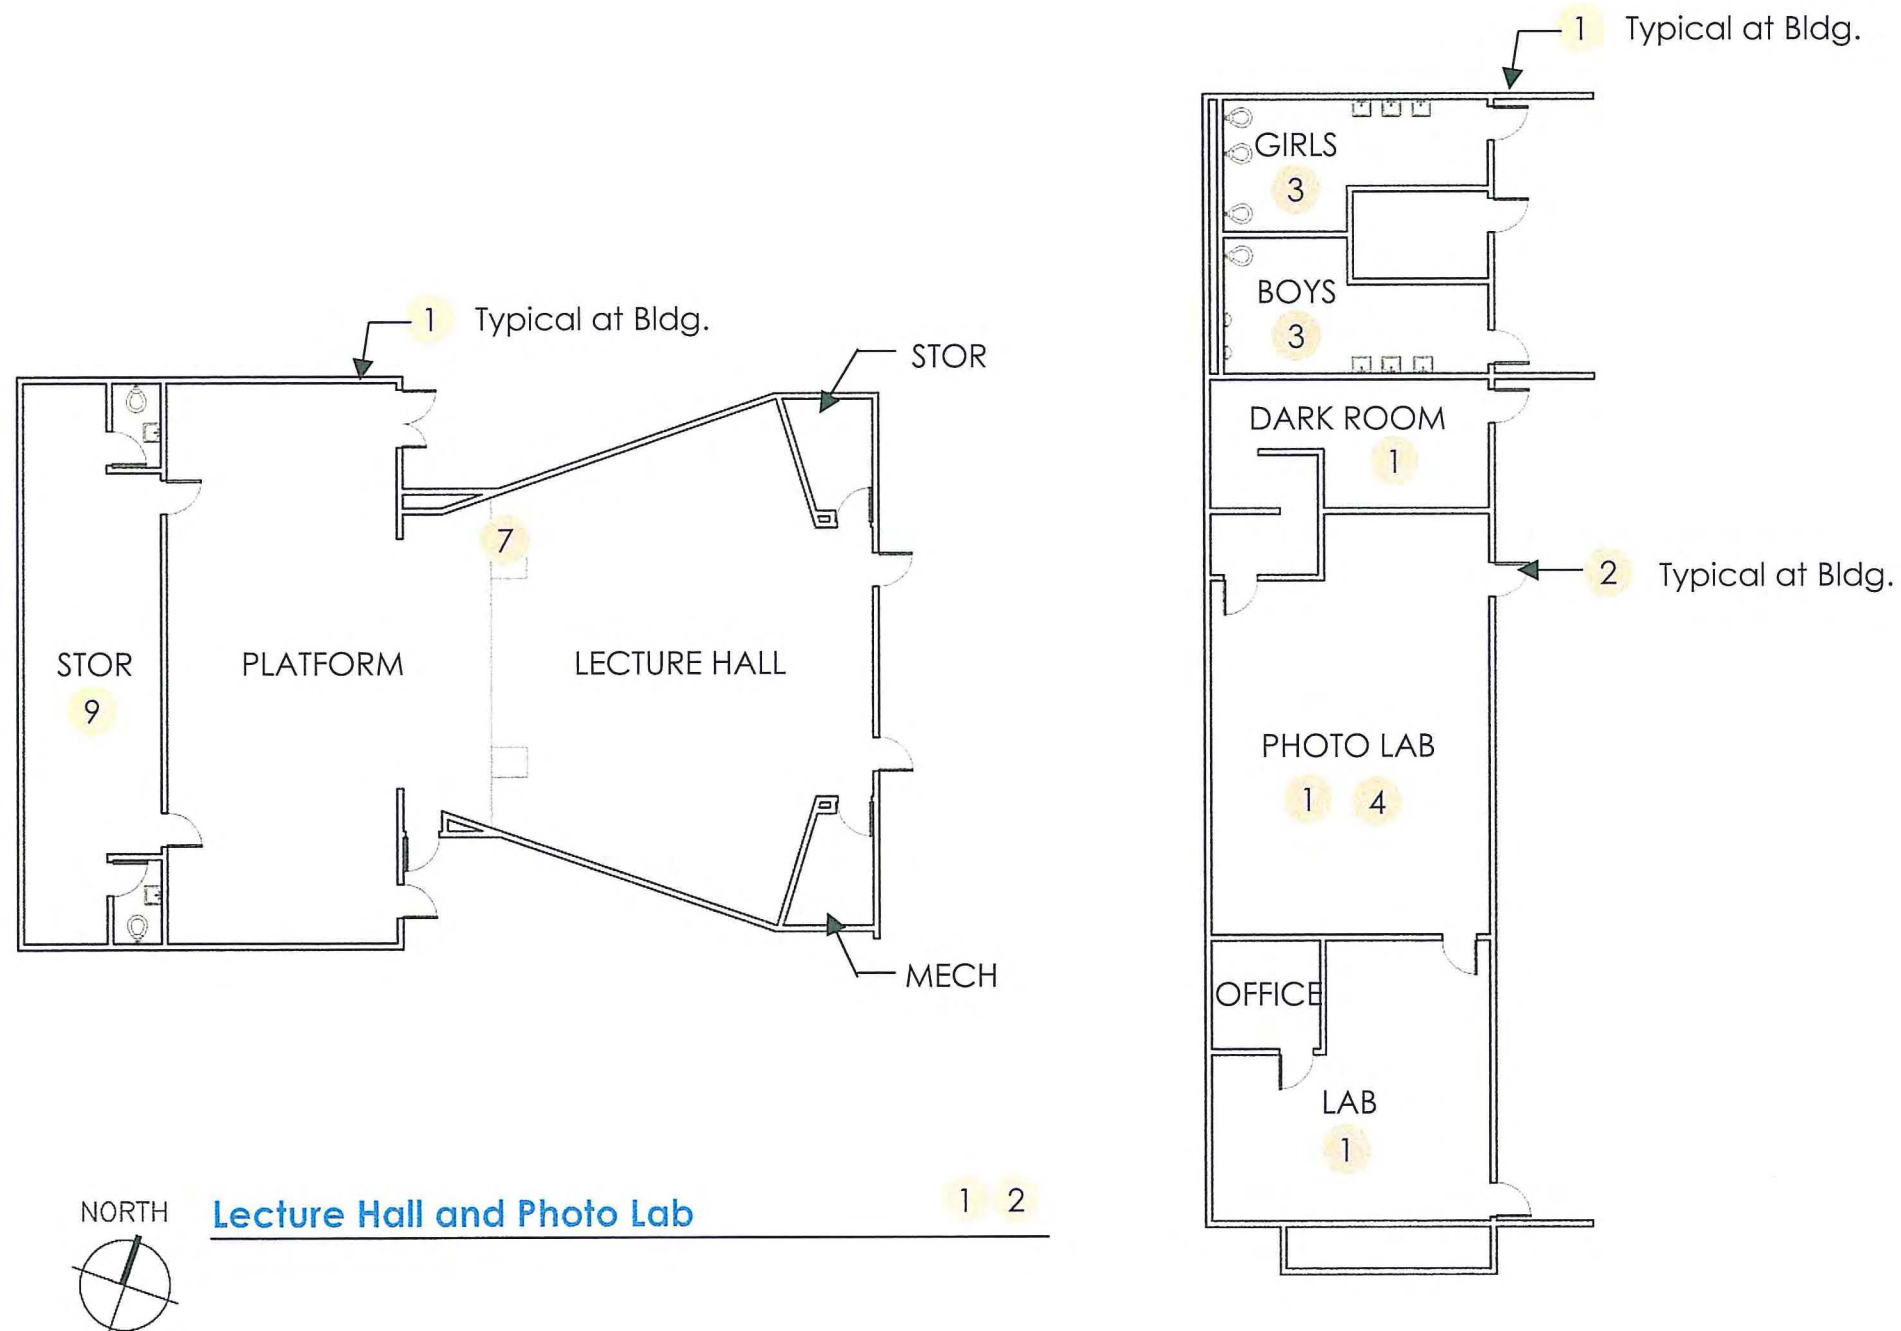 1 Typical at Bldg.
GIRLS
3
BOYS
3
1 Typical at Bldg.
STOR
DARK ROOM
1
7
2 Typical at Bldg.
STOR
9
PLATFORM
LECTURE HALL
PHOTO LAB
1 4
MECH
OFFICE
LAB
1
NORTH
Lecture Hall and Photo Lab 1 2